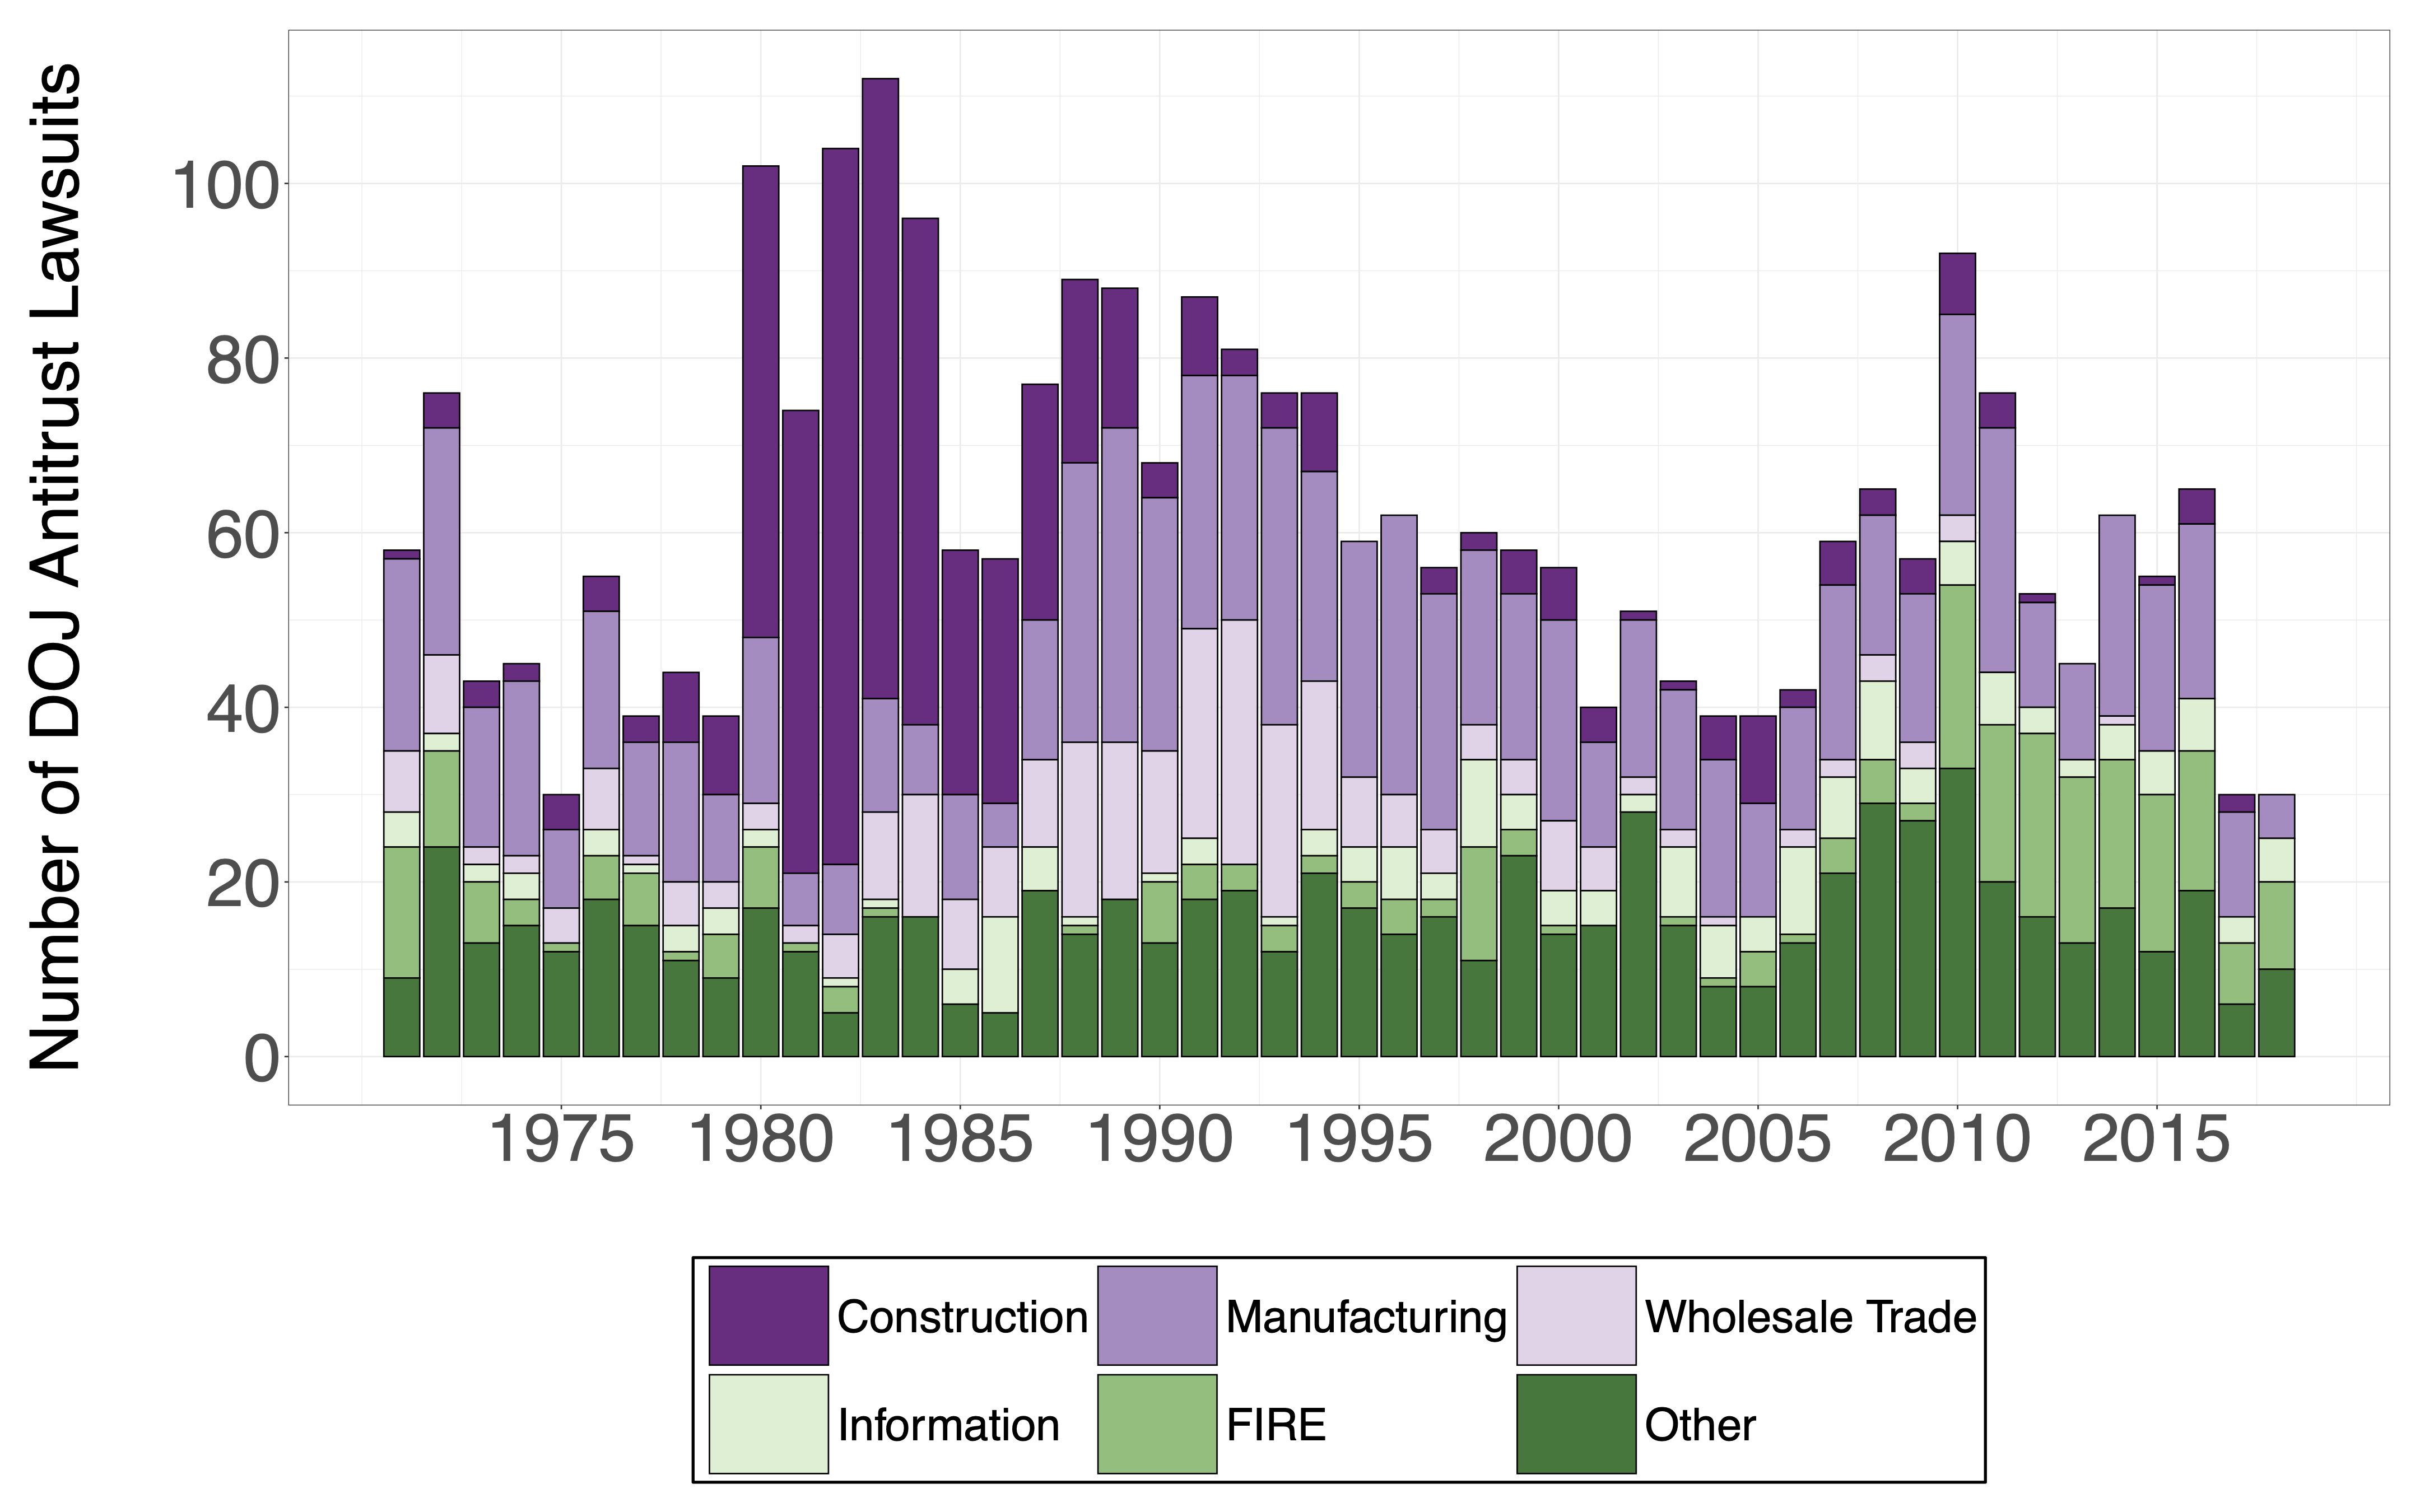 Number of DOJ Antitrust Lawsuits
100
80
60
40
20
0
1975 1980 1985 1990 1995 2000 2005 2010 2015
Construction Manufacturing Wholesale Trade
Information FIRE Other